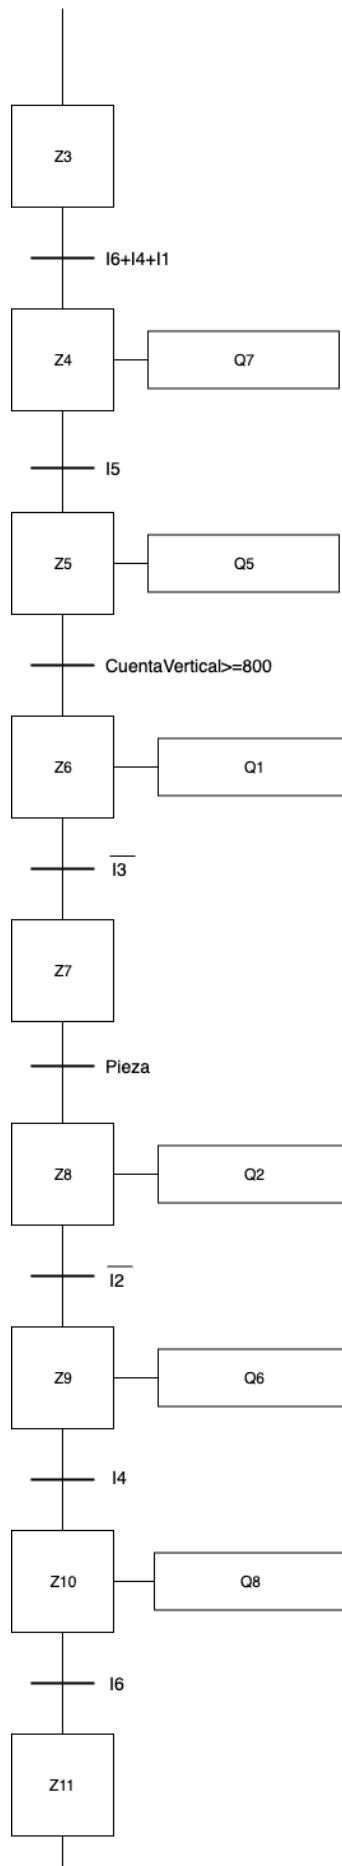 Z3
I6+I4+I1
Z4
Q7
I5
Z5
Q5
CuentaVertical>=800
Z6
Q1
I3
Z7
Pieza
Z8
Q2
I2
Z9
Q6
I4
Z10
Q8
I6
Z11